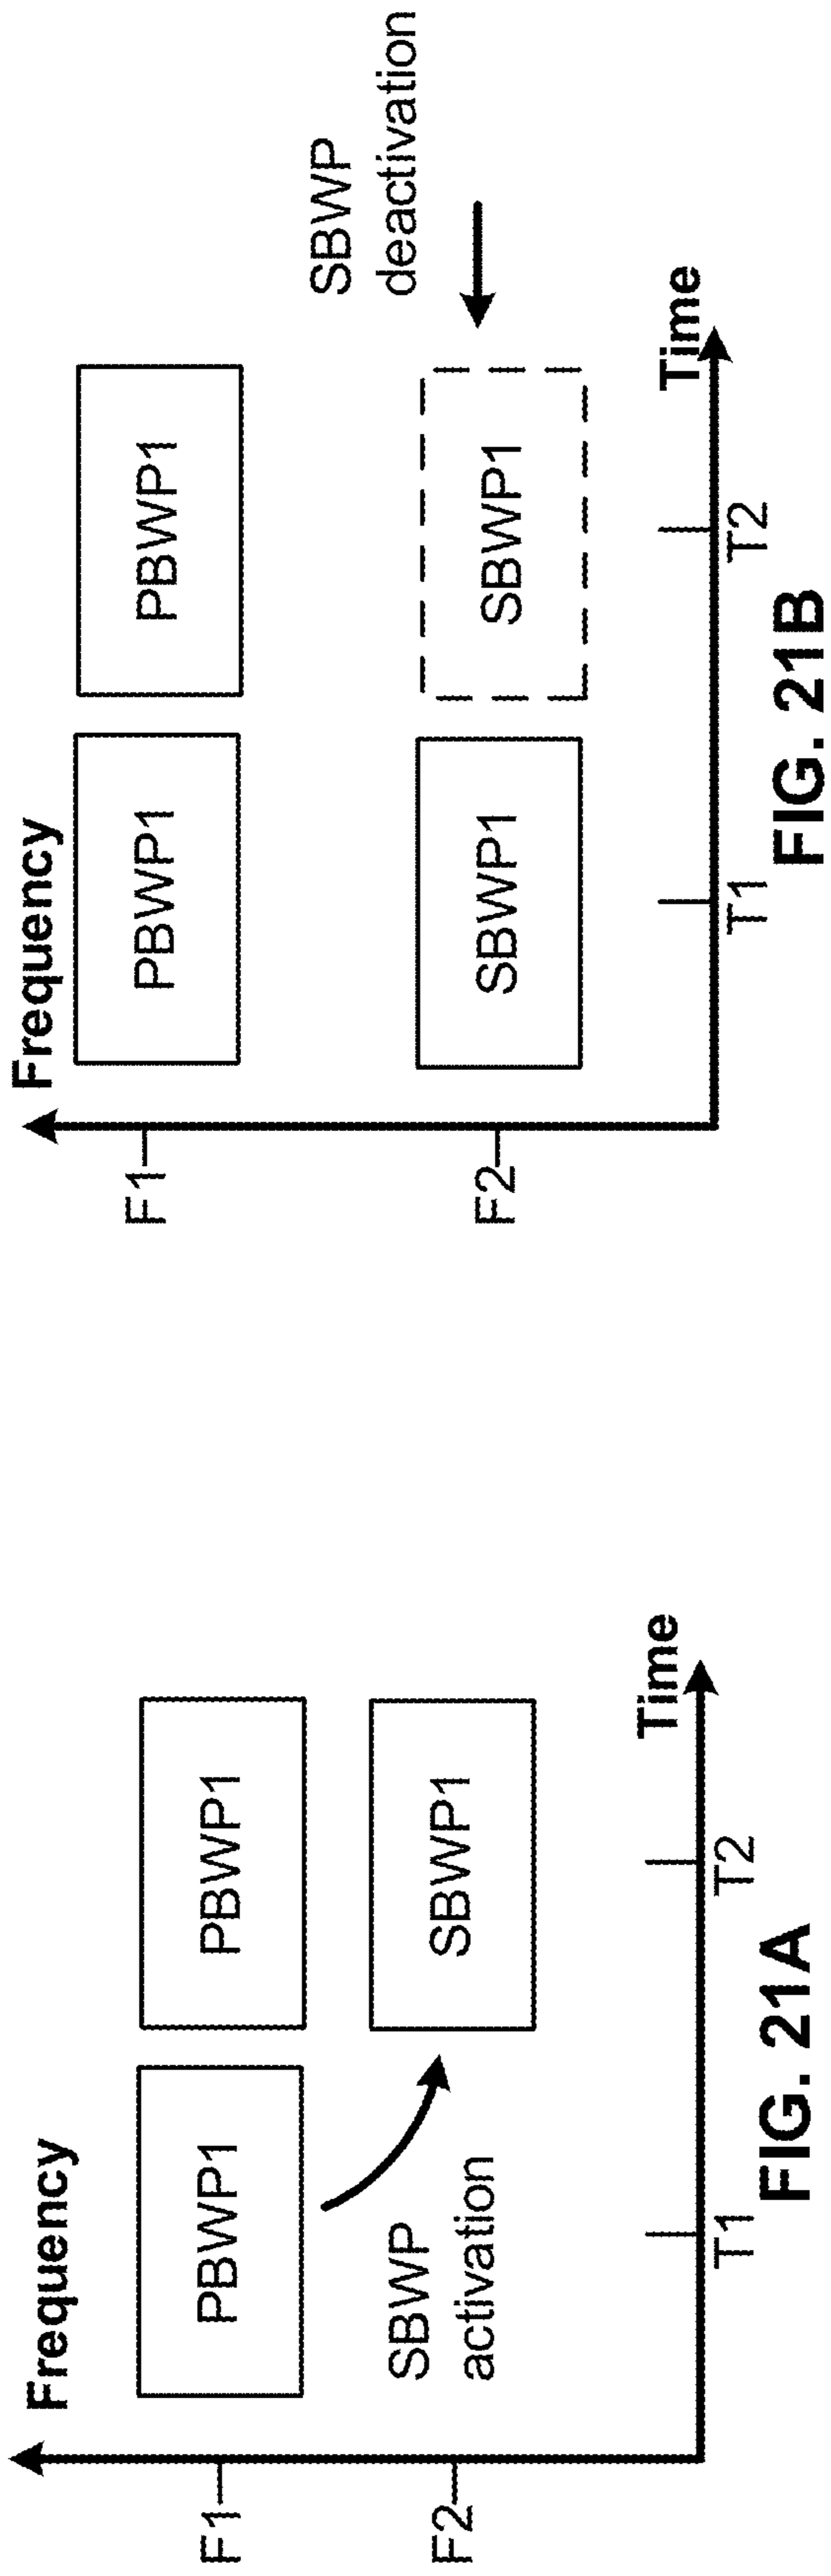 Frequency
F1
PBWP1
PBWP1
SBWP
activation
F2
SBWP1
Time
T1
T2
FIG. 21A
Frequency
F1
PBWP1
PBWP1
SBWP
deactivation
F2
SBWP1
SBWP1
Time
T1
T2
FIG. 21B